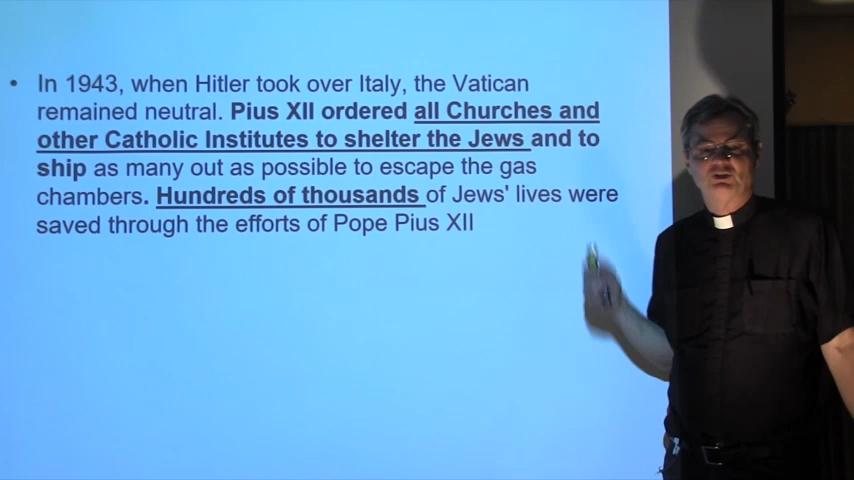 • In 1943, when Hitler took over Italy, the Vatican
remained neutral. Pius XII ordered all Churches and
other Catholic Institutes to shelter the Jews and to
ship as many out as possible to escape the gas
chambers. Hundreds of thousands of Jews' lives were
saved through the efforts of Pope Pius XII